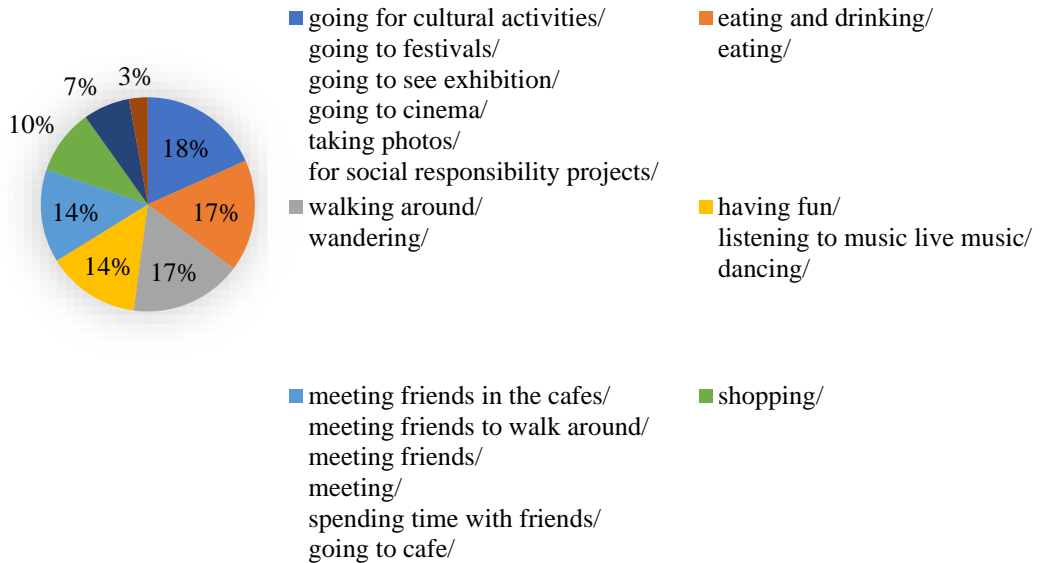 3%
7%
10%
18%
14%
17%
14%
17%
going for cultural activities/
going to festivals/
going to see exhibition/
going to cinema/
taking photos/
for social responsibility projects/
eating and drinking/
eating/
walking around/
wandering/
having fun/
listening to music live music/
dancing/
meeting friends in the cafes/
meeting friends to walk around/
meeting friends/
meeting/
spending time with friends/
going to cafe/
shopping/